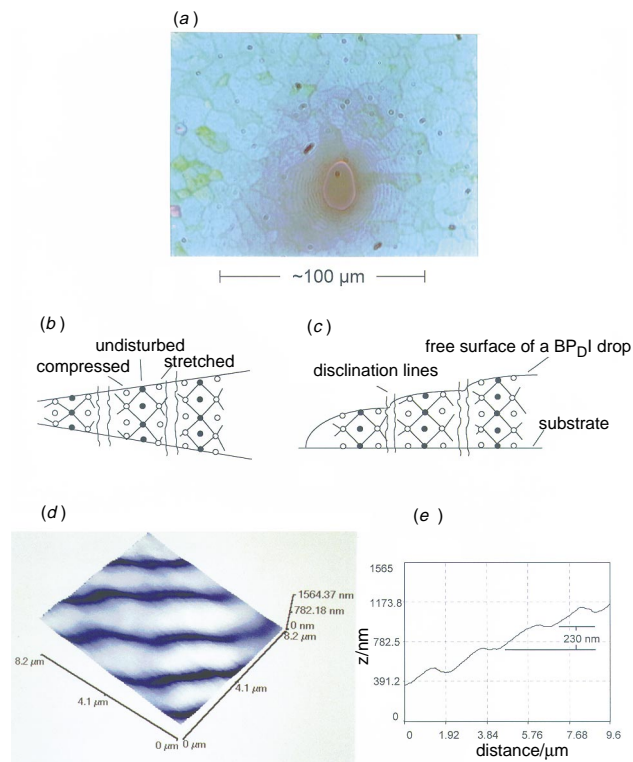 (a)
~100 µm
(b)
compressed
undisturbed
stretched
(c)
disclination lines
free surface of a BP_DI drop
substrate
(d)
1564.37 nm
782.18 nm
0 nm
8.2 µm
4.1 µm
0 µm
0 µm
4.1 µm
8.2 µm
(e)
z/nm
1565
1173.8
782.5
391.2
0
230 nm
0
1.92
3.84
5.76
7.68
9.6
distance/µm